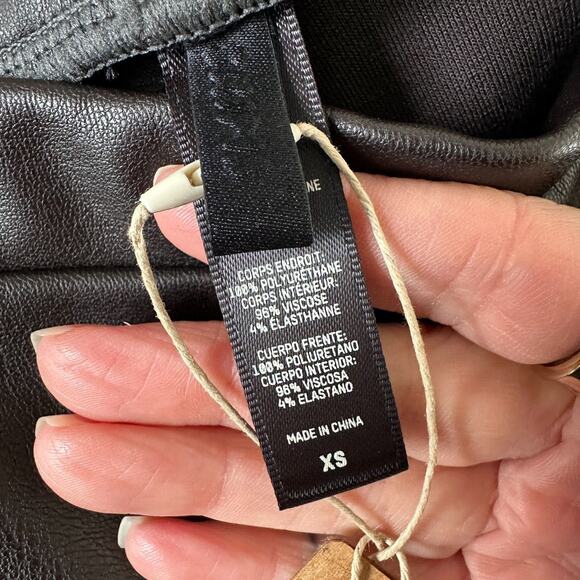 NE
CORPS ENDROIT:
100% POLYURÉTHANE
CORPS INTÉRIEUR:
96% VISCOSE
4% ÉLASTHANNE
CUERPO FRENTE:
100% POLIURETANO
CUERPO INTERIOR:
96% VISCOSA
4% ELASTANO
MADE IN CHINA
XS